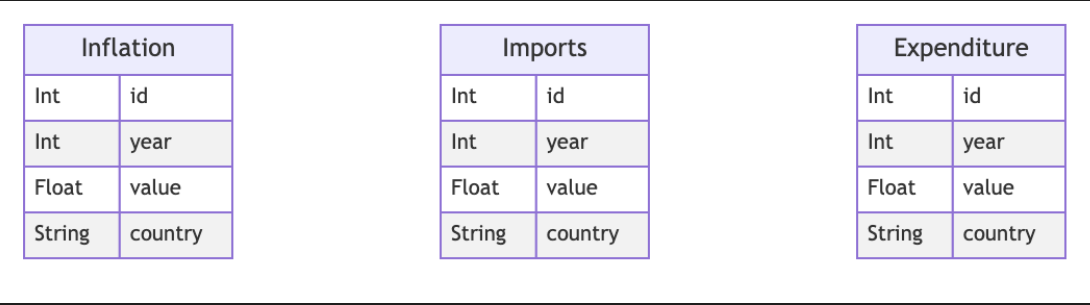 Inflation
Int id
Int year
Float value
String country
Imports
Int id
Int year
Float value
String country
Expenditure
Int id
Int year
Float value
String country